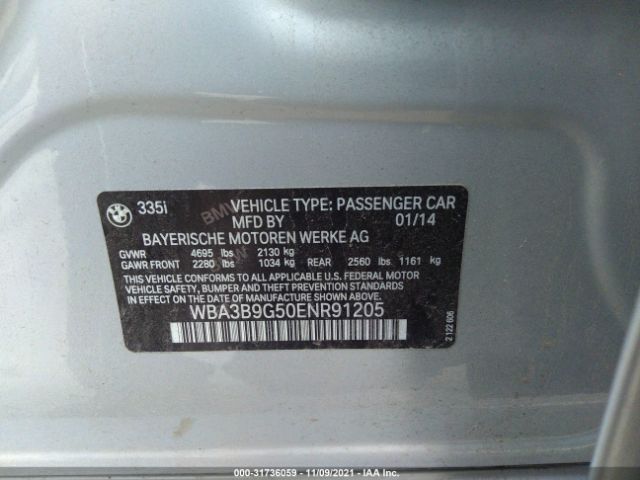 BMW 335i VEHICLE TYPE: PASSENGER CAR
MFD BY 01/14
BAYERISCHE MOTOREN WERKE AG
GVWR 4695 lbs 2130 kg
GAWR FRONT 2280 lbs 1034 kg REAR 2560 lbs 1161 kg
THIS VEHICLE CONFORMS TO ALL APPLICABLE U.S. FEDERAL MOTOR
VEHICLE SAFETY, BUMPER AND THEFT PREVENTION STANDARDS IN
EFFECT ON THE DATE OF MANUFACTURE SHOWN ABOVE.
WBA3B9G50ENR91205
2122 606
000-31736059 - 11/09/2021 - IAA Inc.